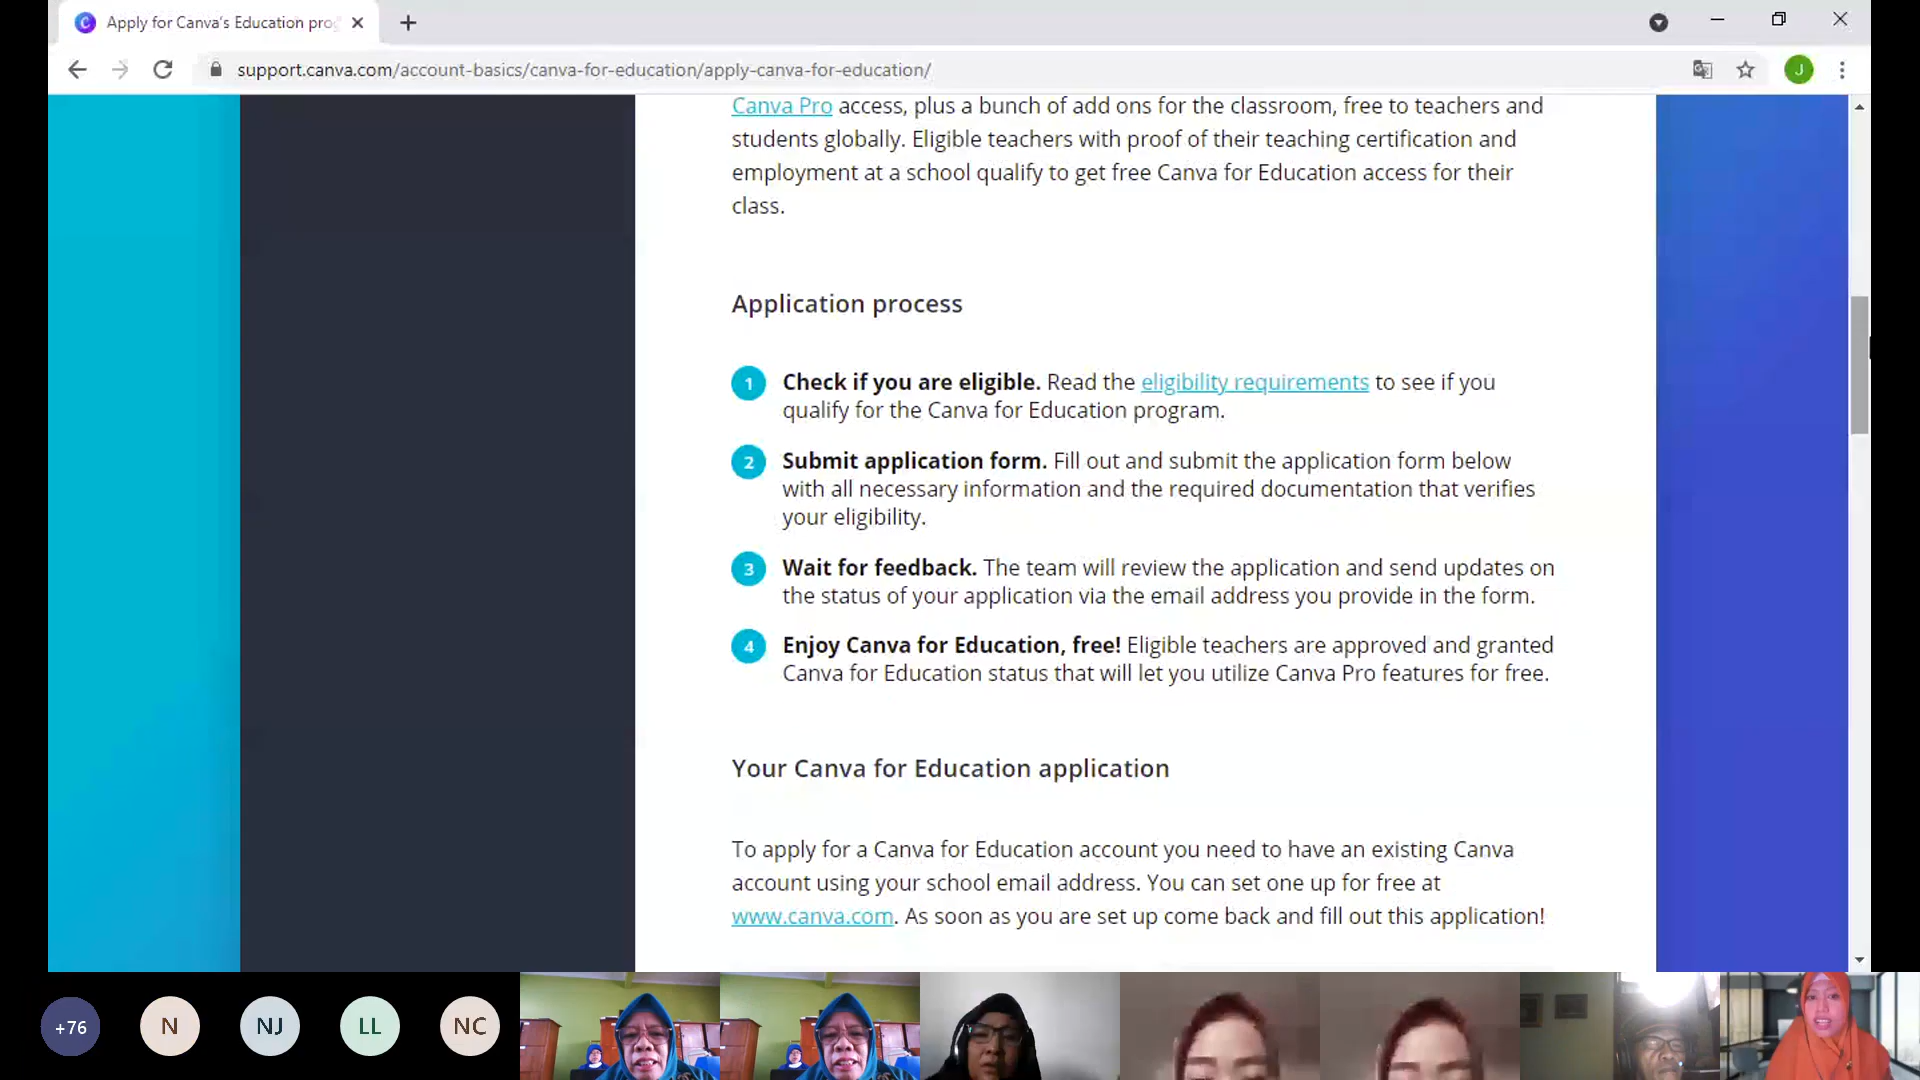 Apply for Canva's Education prog
support.canva.com/account-basics/canva-for-education/apply-canva-for-education/
J
Canva Pro access, plus a bunch of add ons for the classroom, free to teachers and
students globally. Eligible teachers with proof of their teaching certification and
employment at a school qualify to get free Canva for Education access for their
class.
Application process
1 Check if you are eligible. Read the eligibility requirements to see if you
qualify for the Canva for Education program.
2 Submit application form. Fill out and submit the application form below
with all necessary information and the required documentation that verifies
your eligibility.
3 Wait for feedback. The team will review the application and send updates on
the status of your application via the email address you provide in the form.
4 Enjoy Canva for Education, free! Eligible teachers are approved and granted
Canva for Education status that will let you utilize Canva Pro features for free.
Your Canva for Education application
To apply for a Canva for Education account you need to have an existing Canva
account using your school email address. You can set one up for free at
www.canva.com. As soon as you are set up come back and fill out this application!
+76 N NJ LL NC